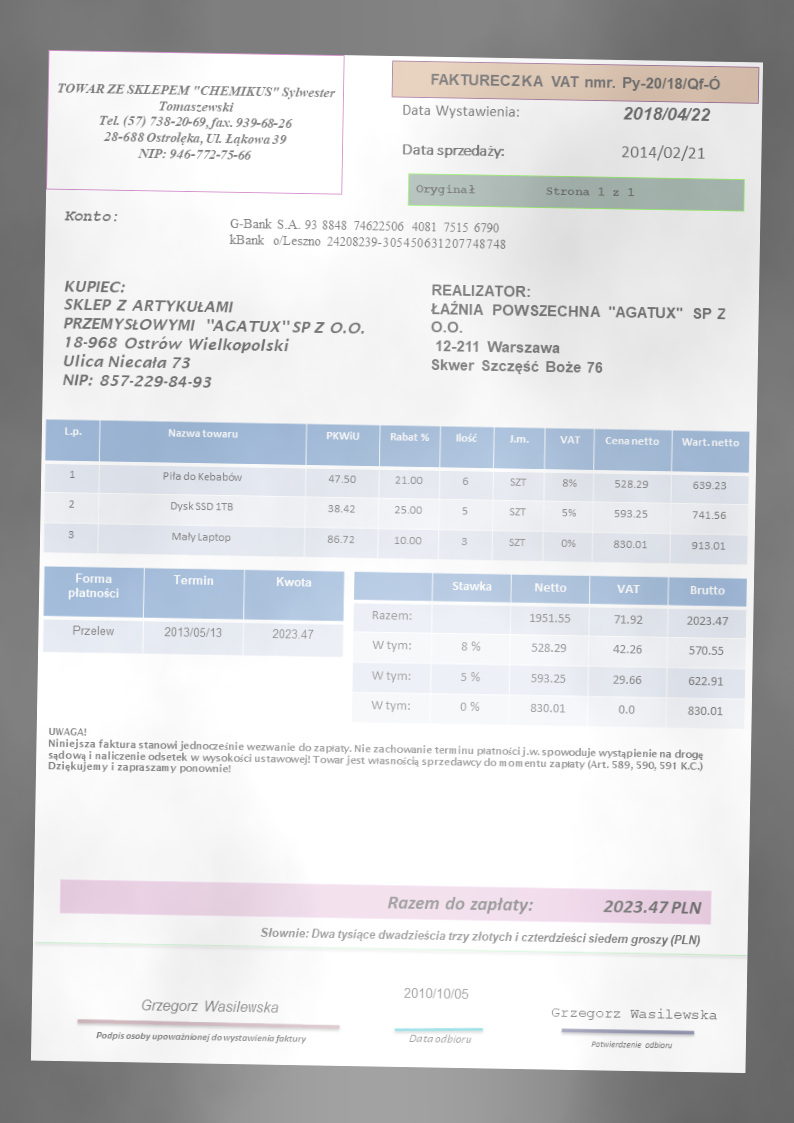 TOWAR ZE SKLEPEM "CHEMIKUS" Sylwester
Tomaszewski
Tel. (57) 738-20-69, fax. 939-68-26
28-688 Ostrołęka, Ul. Łąkowa 39
NIP: 946-772-75-66
FAKTURECZKA VAT nmr. Py-20/18/Qf-Ó
Data Wystawienia: 2018/04/22
Data sprzedaży: 2014/02/21
Oryginał Strona 1 z 1
Konto:
G-Bank S.A. 93 8848 74622506 4081 7515 6790
kBank o/Leszno 24208239-305450631207748748
KUPIEC:
SKLEP Z ARTYKUŁAMI
PRZEMYSŁOWYMI "AGATUX" SP Z O.O.
18-968 Ostrów Wielkopolski
Ulica Niecała 73
NIP: 857-229-84-93
REALIZATOR:
ŁAŹNIA POWSZECHNA "AGATUX" SP Z
O.O.
12-211 Warszawa
Skwer Szczęść Boże 76
L.p. Nazwa towaru PKWiU Rabat % Ilość J.m. VAT Cena netto Wart. netto
1 Piła do Kebabów 47.50 21.00 6 SZT 8% 528.29 639.23
2 Dysk SSD 1TB 38.42 25.00 5 SZT 5% 593.25 741.56
3 Mały Laptop 86.72 10.00 3 SZT 0% 830.01 913.01
Forma płatności Termin Kwota
Przelew 2013/05/13 2023.47
Stawka Netto VAT Brutto
Razem: 1951.55 71.92 2023.47
W tym: 8 % 528.29 42.26 570.55
W tym: 5 % 593.25 29.66 622.91
W tym: 0 % 830.01 0.0 830.01
UWAGA!
Niniejsza faktura stanowi jednocześnie wezwanie do zapłaty. Nie zachowanie terminu płatności j.w. spowoduje wystąpienie na drogę
sądową i naliczenie odsetek w wysokości ustawowej! Towar jest własnością sprzedawcy do momentu zapłaty (Art. 589, 590, 591 K.C.)
Dziękujemy i zapraszamy ponownie!
Razem do zapłaty: 2023.47 PLN
Słownie: Dwa tysiące dwadzieścia trzy złotych i czterdzieści siedem groszy (PLN)
Grzegorz Wasilewska
Podpis osoby upoważnionej do wystawienia faktury
2010/10/05
Data odbioru
Grzegorz Wasilewska
Potwierdzenie odbioru